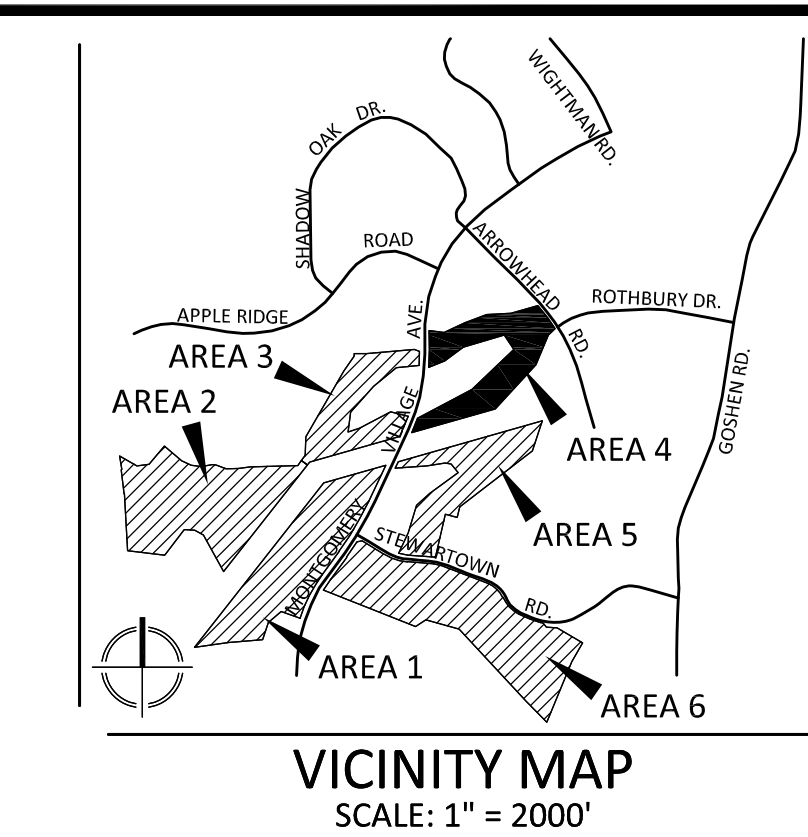 WIGHTMAN RD.
SHADOW OAK DR.
APPLE RIDGE ROAD
ARROWHEAD RD.
ROTHBURY DR.
GOSHEN RD.
MONTGOMERY VILLAGE AVE.
STEWARTOWN RD.
AREA 3
AREA 2
AREA 4
AREA 5
AREA 1
AREA 6
VICINITY MAP
SCALE: 1" = 2000'